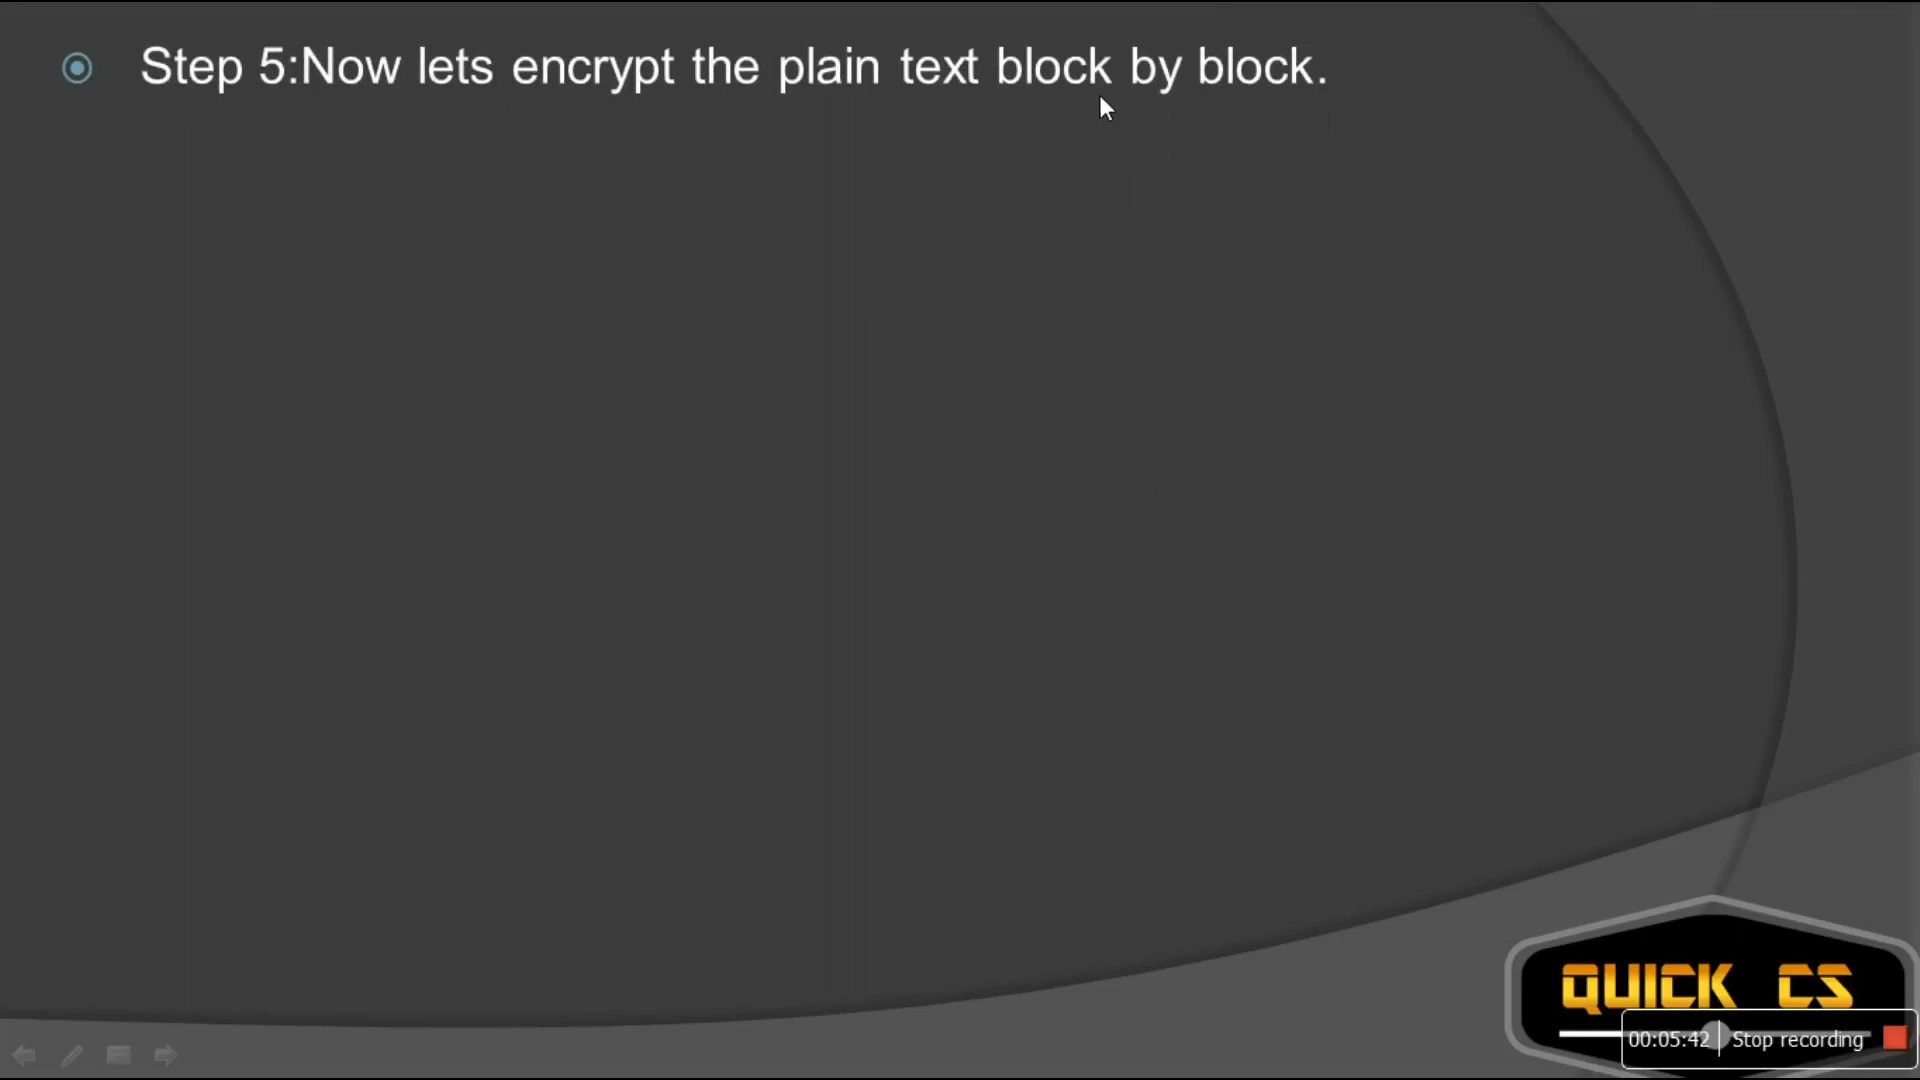 Step 5:Now lets encrypt the plain text block by block.
QUICK CS
00:05:42 Stop recording